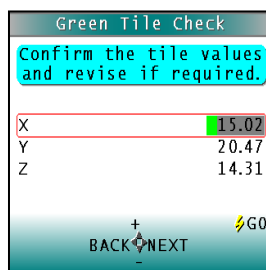 Green Tile Check
Confirm the tile values
and revise if required.
X 15.02
Y 20.47
Z 14.31
+ GO
BACK NEXT
-